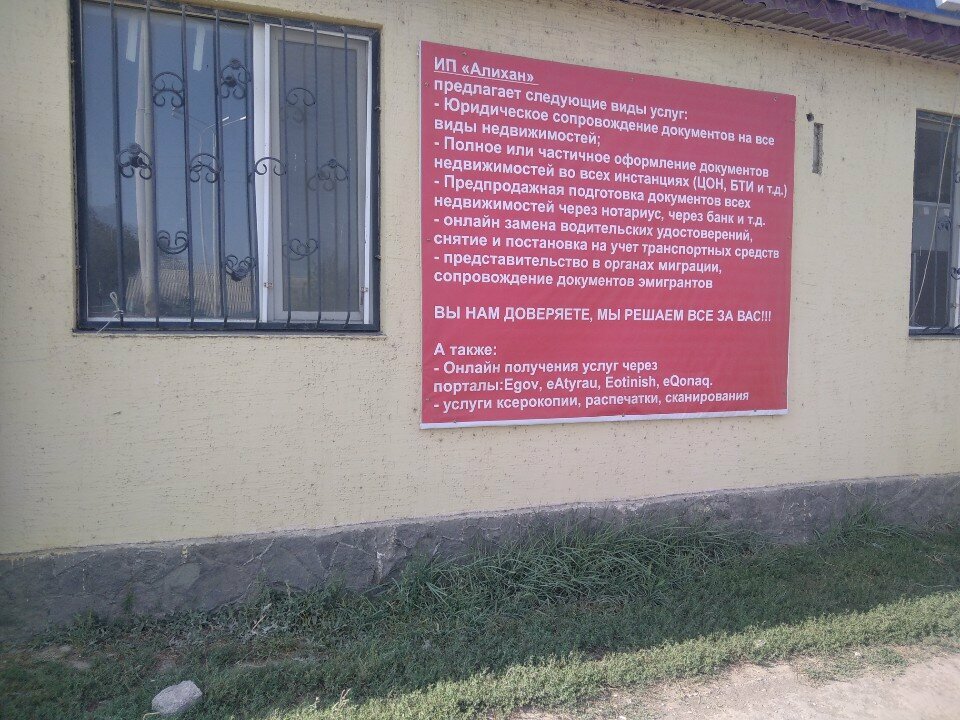 ИП «Алихан»
предлагает следующие виды услуг:
- Юридическое сопровождение документов на все
виды недвижимостей;
- Полное или частичное оформление документов
недвижимостей во всех инстанциях (ЦОН, БТИ и т.д.)
- Предпродажная подготовка документов всех
недвижимостей через нотариус, через банк и т.д.
- онлайн замена водительских удостоверений,
снятие и постановка на учет транспортных средств
- представительство в органах миграции,
сопровождение документов эмигрантов
ВЫ НАМ ДОВЕРЯЕТЕ, МЫ РЕШАЕМ ВСЕ ЗА ВАС!!!
А также:
- Онлайн получения услуг через
порталы:Egov, eAtyrau, Eotinish, eQonaq.
- услуги ксерокопии, распечатки, сканирования